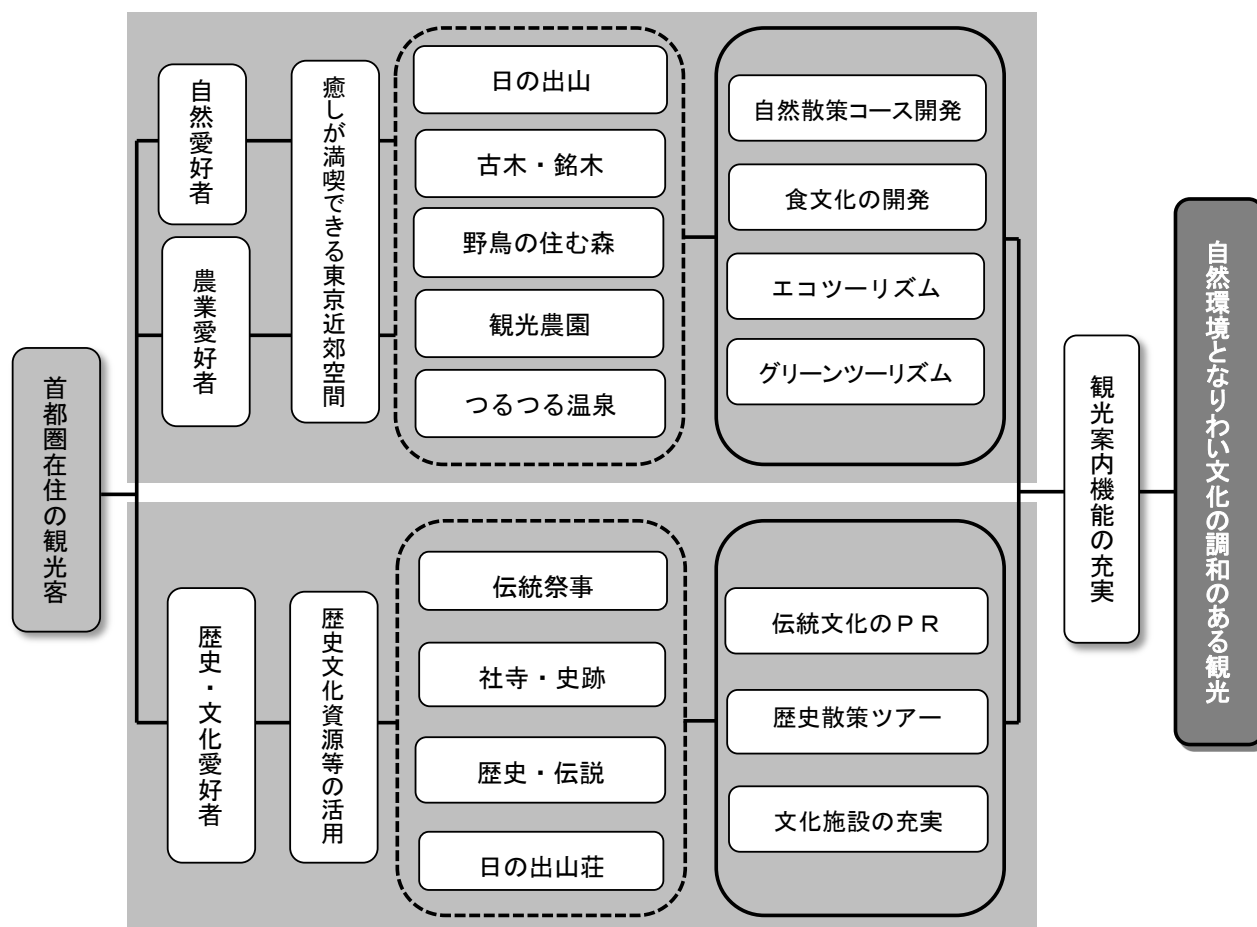 首都圏在住の観光客
自然愛好者
農業愛好者
癒しが満喫できる東京近郊空間
日の出山
古木・銘木
野鳥の住む森
観光農園
つるつる温泉
自然散策コース開発
食文化の開発
エコツーリズム
グリーンツーリズム
歴史・文化愛好者
歴史文化資源等の活用
伝統祭事
社寺・史跡
歴史・伝説
日の出山荘
伝統文化のＰＲ
歴史散策ツアー
文化施設の充実
観光案内機能の充実
自然環境となりわい文化の調和のある観光